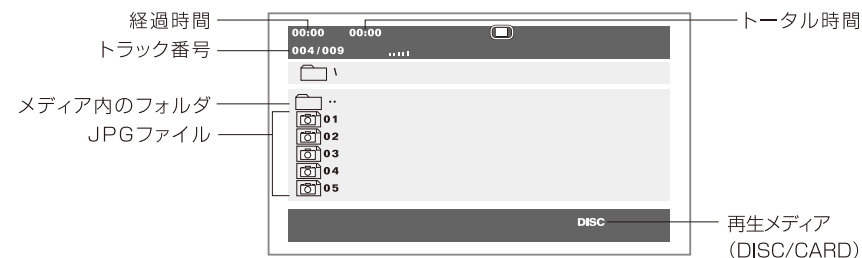 経過時間
トラック番号
メディア内のフォルダ
JPGファイル
00:00 00:00
004/009
\
..
01
02
03
04
05
DISC
トータル時間
再生メディア
(DISC/CARD)